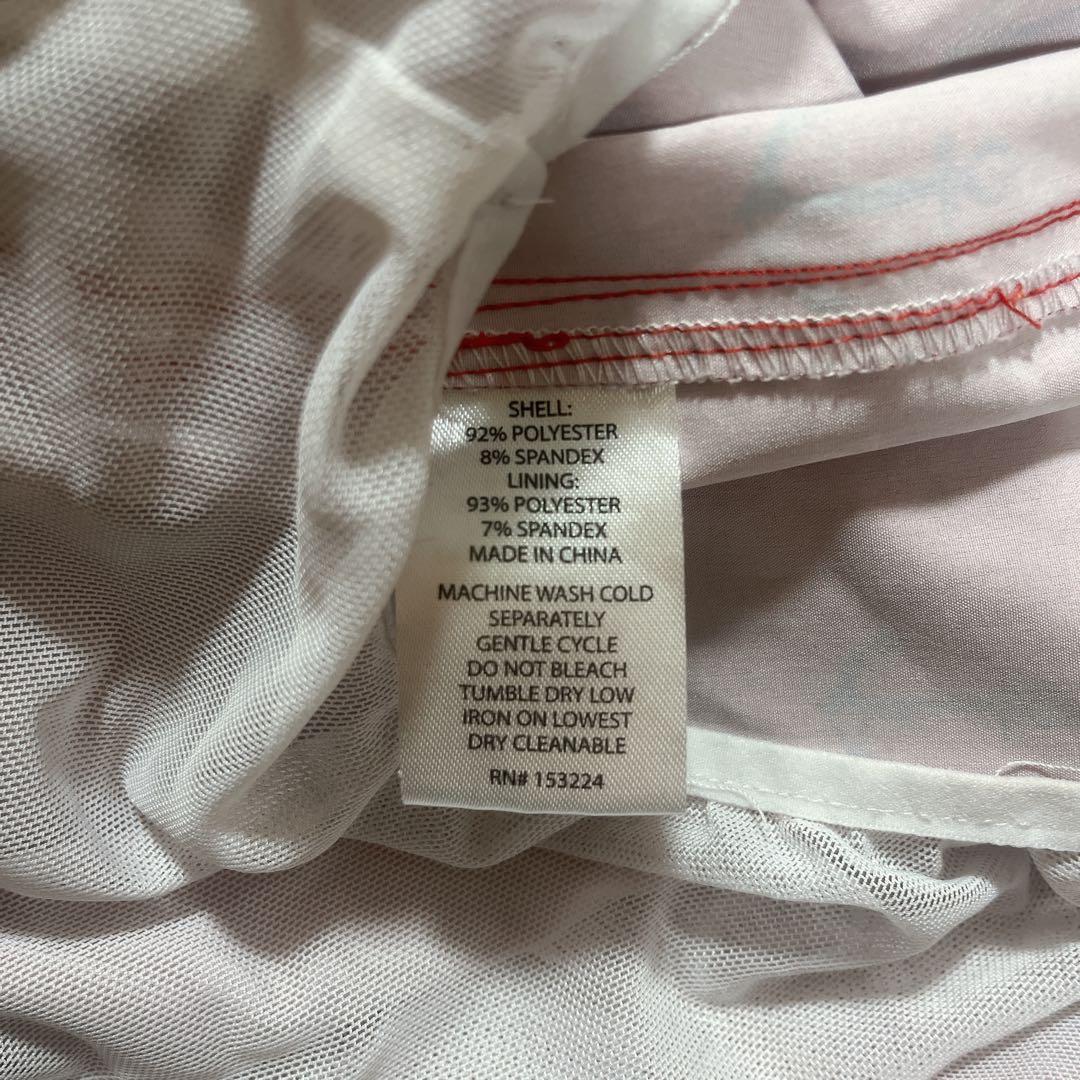 SHELL:
92% POLYESTER
8% SPANDEX
LINING:
93% POLYESTER
7% SPANDEX
MADE IN CHINA
MACHINE WASH COLD
SEPARATELY
GENTLE CYCLE
DO NOT BLEACH
TUMBLE DRY LOW
IRON ON LOWEST
DRY CLEANABLE
RN# 153224